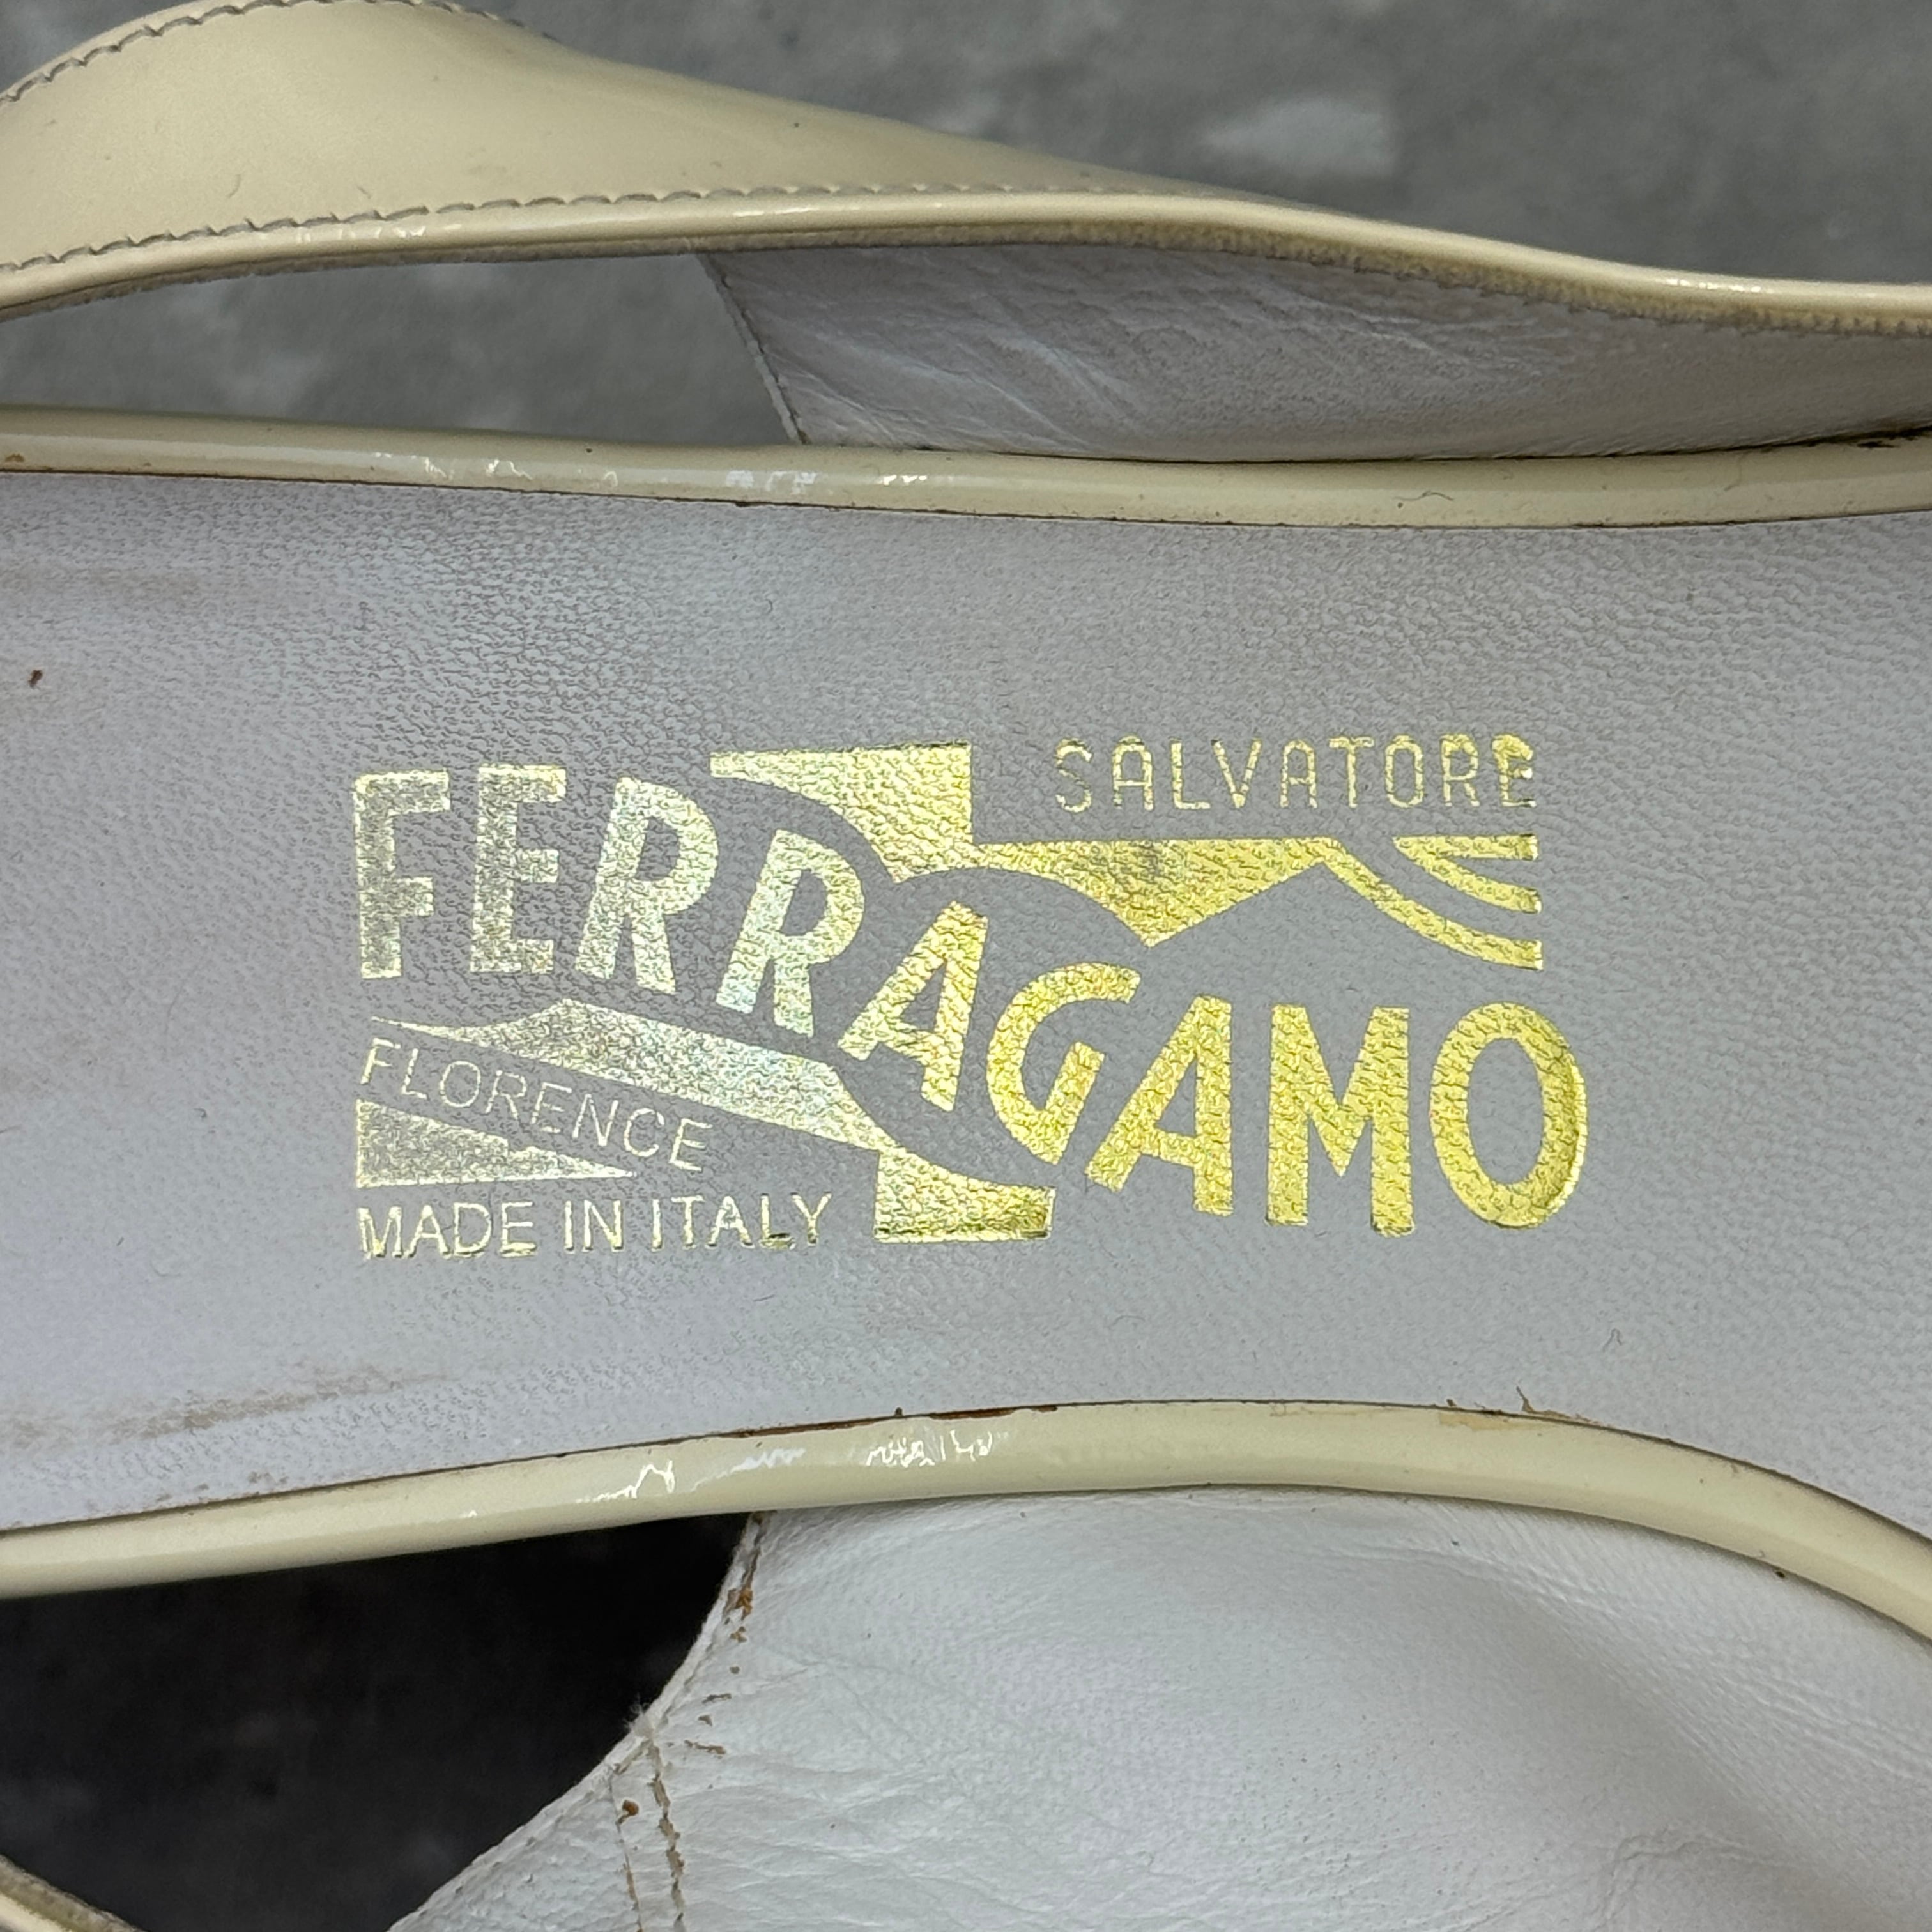 SALVATORE
FERRAGAMO
FLORENCE
MADE IN ITALY